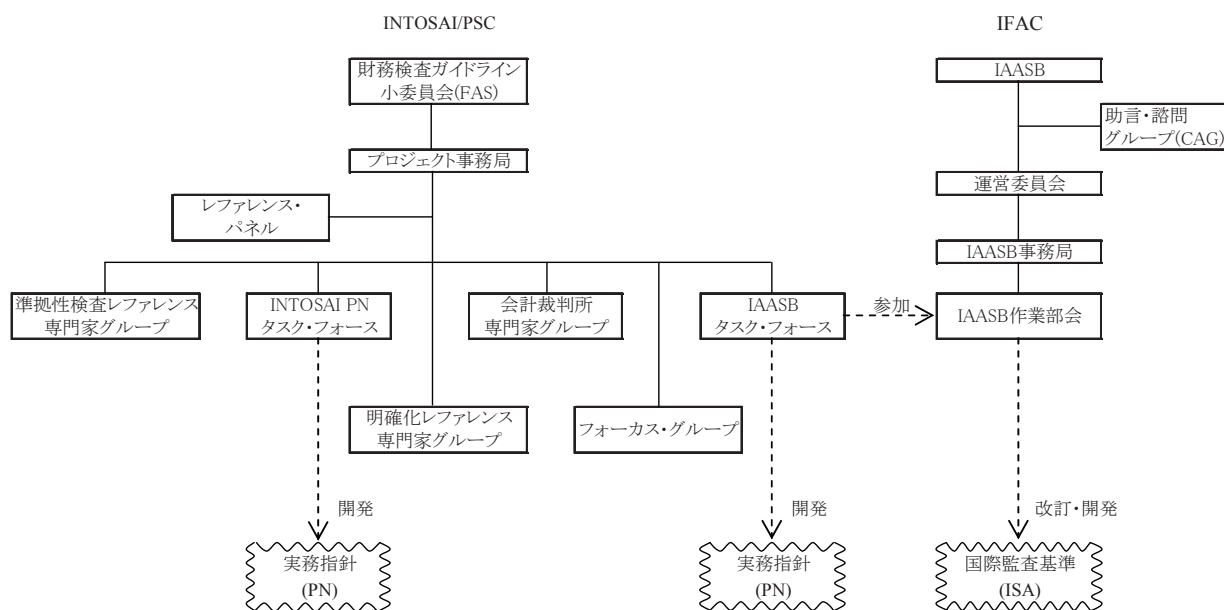 INTOSAI/PSC
IFAC
財務検査ガイドライン
小委員会(FAS)
IAASB
助言・諮問
グループ(CAG)
プロジェクト事務局
運営委員会
レファレンス・
パネル
IAASB事務局
準拠性検査レファレンス
専門家グループ
INTOSAI PN
タスク・フォース
会計裁判所
専門家グループ
IAASB
タスク・フォース
参加
IAASB作業部会
明確化レファレンス
専門家グループ
フォーカス・グループ
開発
開発
改訂・開発
実務指針
(PN)
実務指針
(PN)
国際監査基準
(ISA)